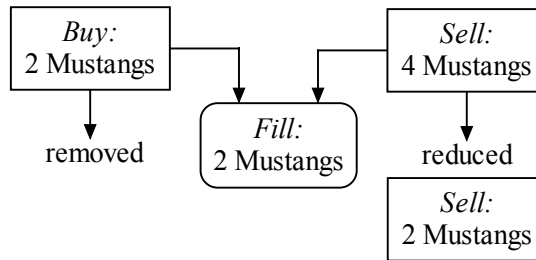 Buy:
2 Mustangs
Sell:
4 Mustangs
Fill:
2 Mustangs
removed
reduced
Sell:
2 Mustangs